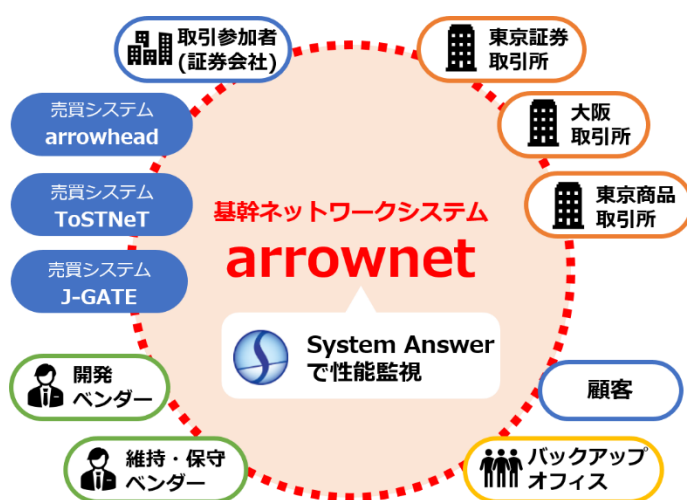 取引参加者
(証券会社)
東京証券
取引所
売買システム
arrowhead
大阪
取引所
売買システム
ToSTNeT
東京商品
取引所
基幹ネットワークシステム
arrownet
売買システム
J-GATE
System Answer
で性能監視
開発
ベンダー
顧客
維持・保守
ベンダー
バックアップ
オフィス